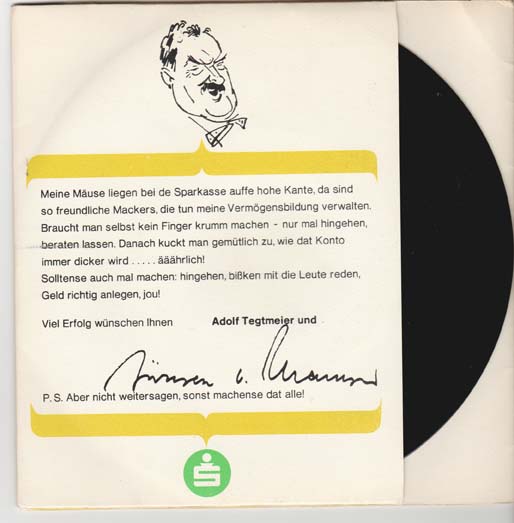 Meine Mäuse liegen bei de Sparkasse auffe hohe Kante, da sind
so freundliche Mackers, die tun meine Vermögensbildung verwalten.
Braucht man selbst kein Finger krumm machen - nur mal hingehen,
beraten lassen. Danach kuckt man gemütlich zu, wie dat Konto
immer dicker wird ..... ääährlich!
Solltense auch mal machen: hingehen, bißken mit die Leute reden,
Geld richtig anlegen, jou!
Viel Erfolg wünschen Ihnen Adolf Tegtmeier und
Jürgen v. Manger
P.S. Aber nicht weitersagen, sonst machense dat alle!